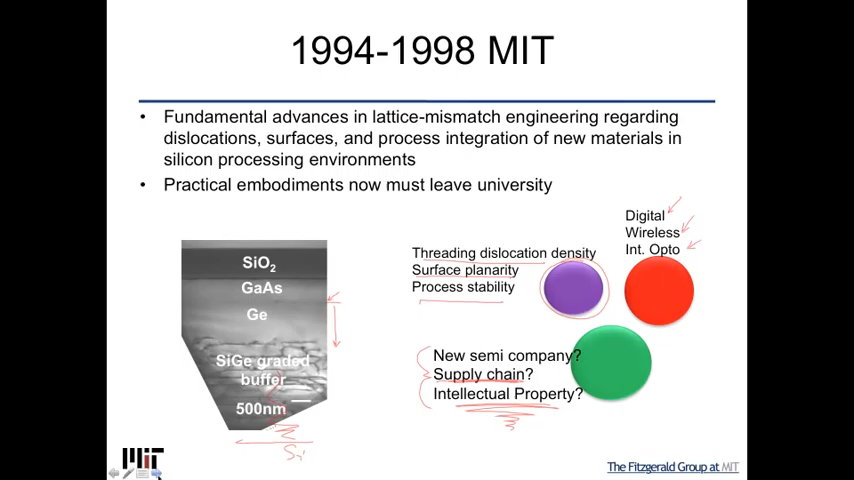 1994-1998 MIT
• Fundamental advances in lattice-mismatch engineering regarding
dislocations, surfaces, and process integration of new materials in
silicon processing environments
• Practical embodiments now must leave university
Digital
Wireless
Int. Opto
Threading dislocation density
Surface planarity
Process stability
SiO2
GaAs
Ge
SiGe graded
buffer
500nm
New semi company?
Supply chain?
Intellectual Property?
Si
MIT
The Fitzgerald Group at MIT